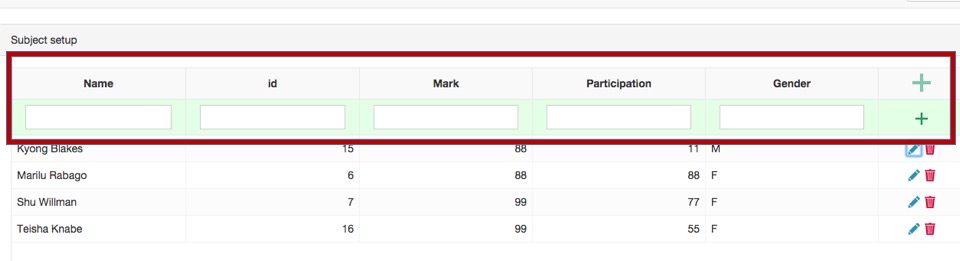 Subject setup
Name id Mark Participation Gender
Kyong Blakes 15 88 11 M
Marilu Rabago 6 88 88 F
Shu Willman 7 99 77 F
Teisha Knabe 16 99 55 F